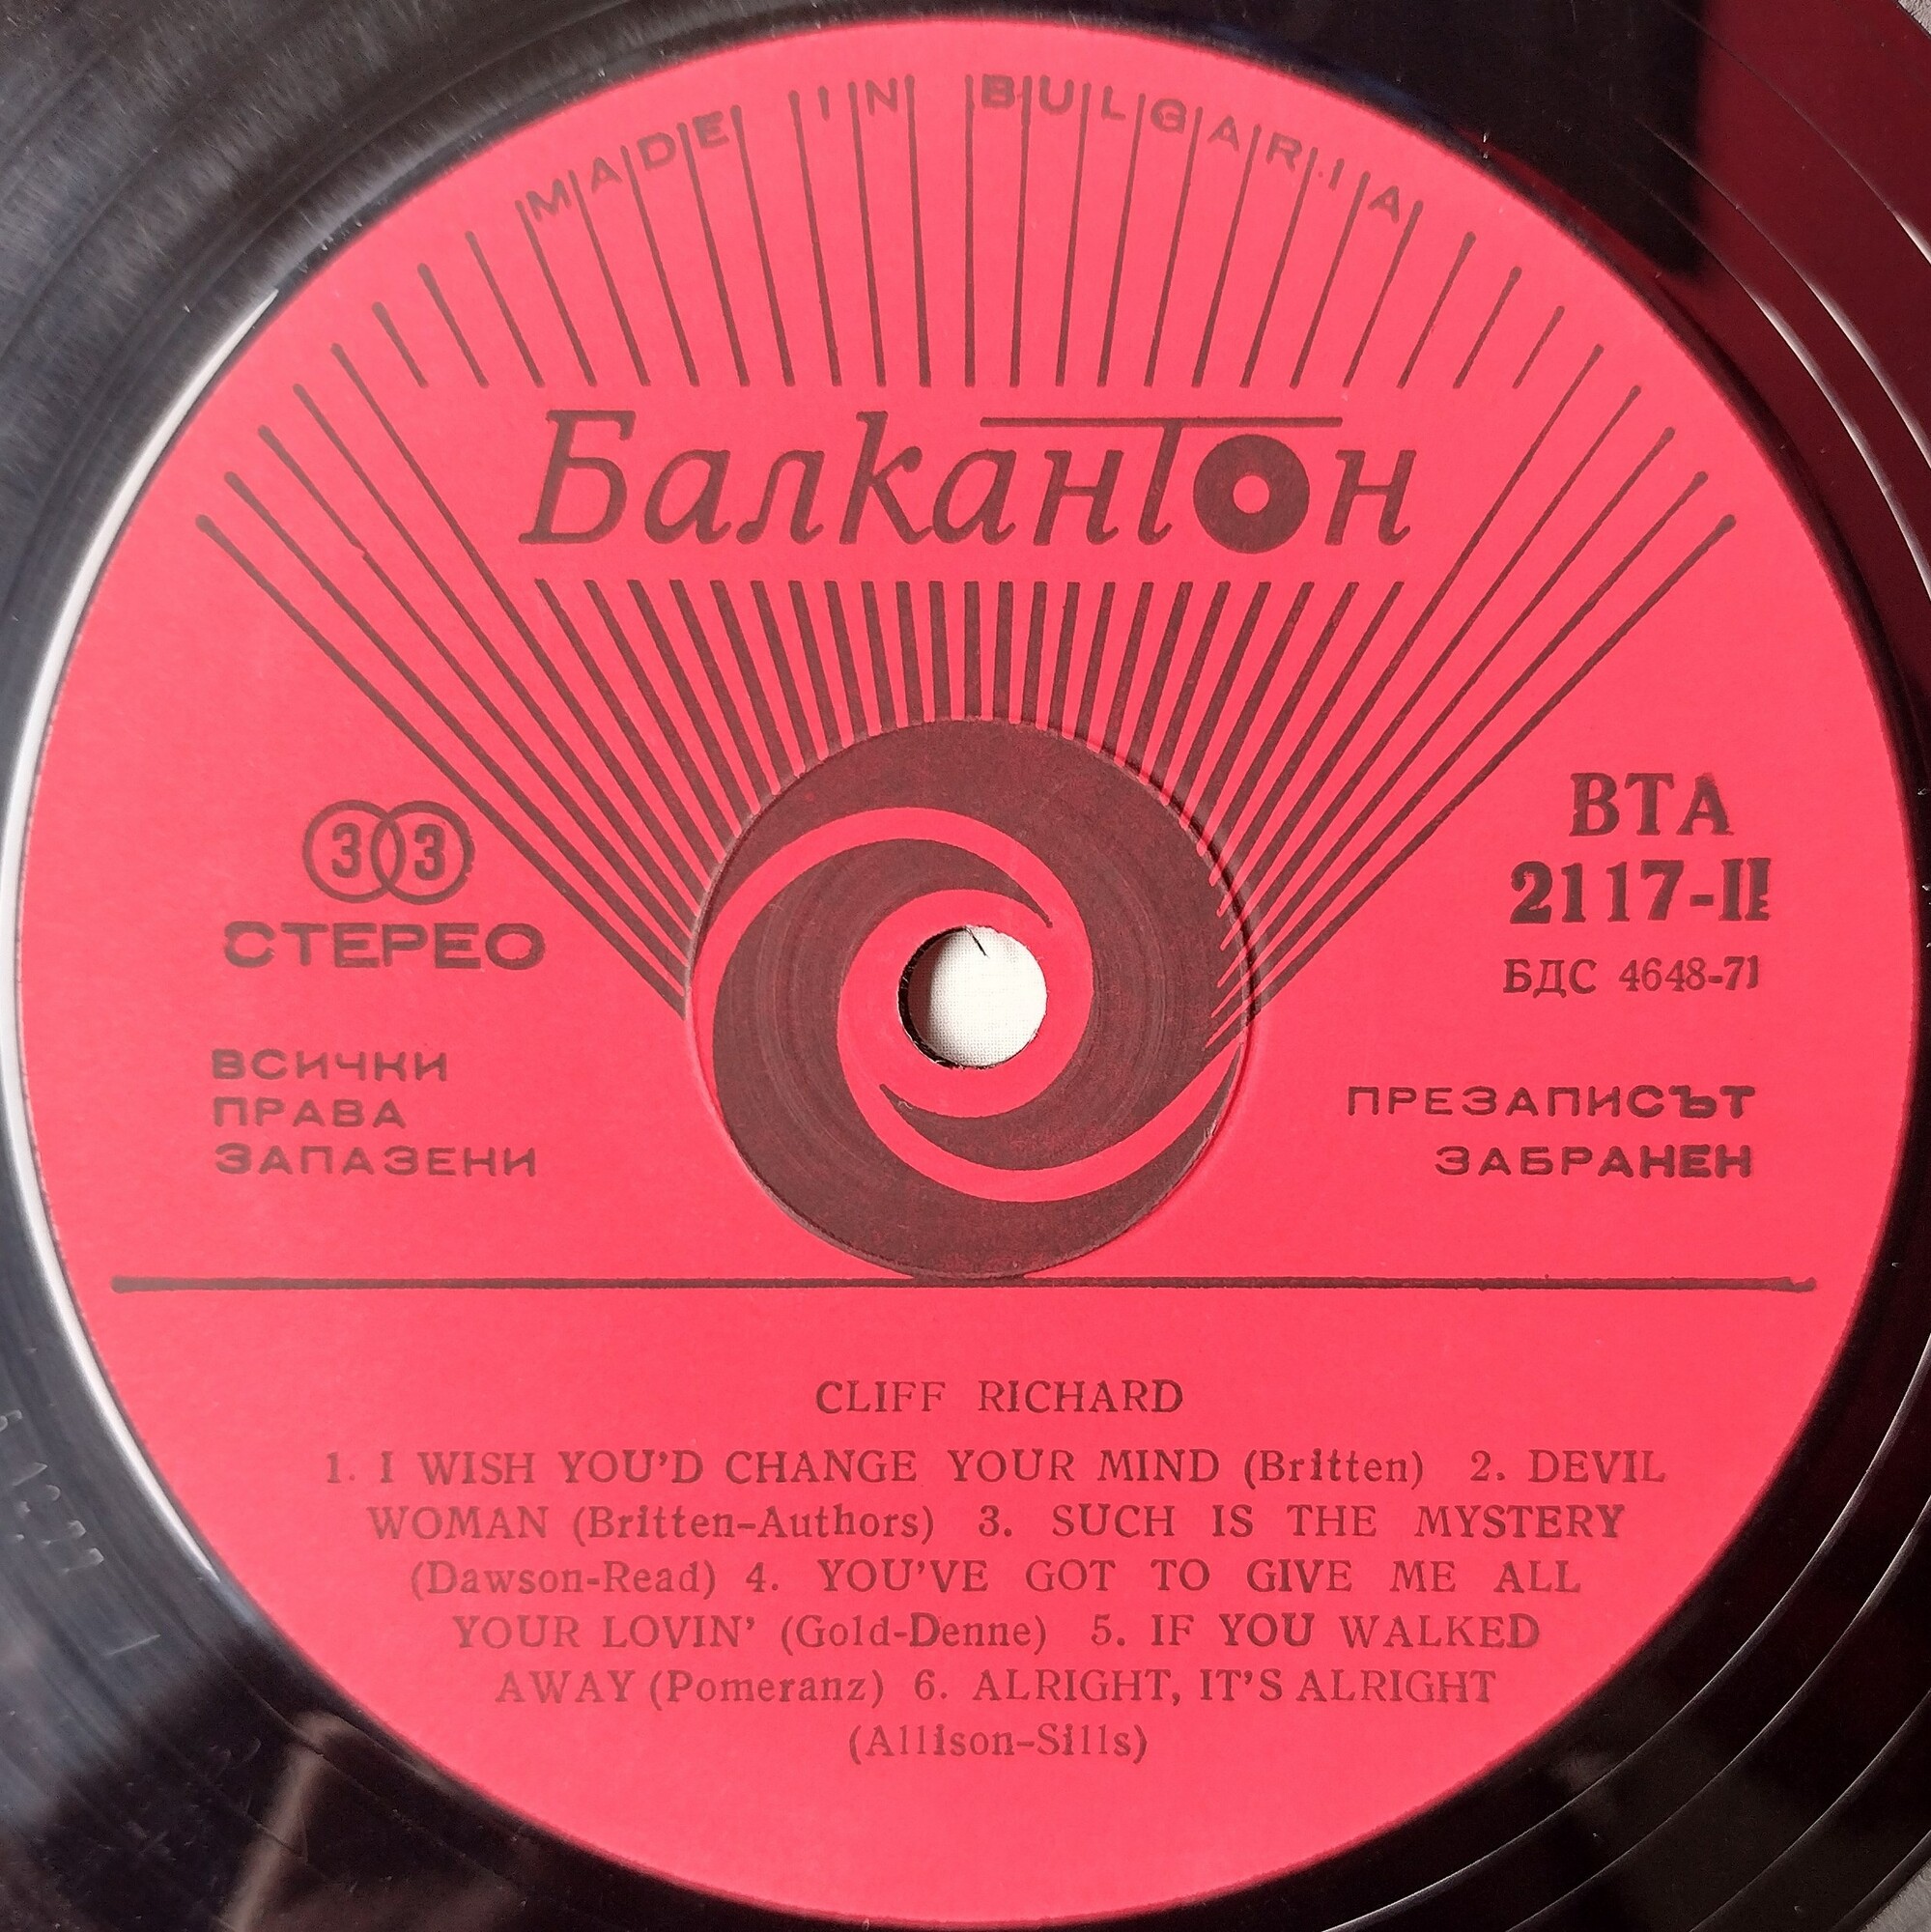 MADE IN BULGARIA
Балкантон
33
СТЕРЕО
ВТА
2117-II
БДС 4648-71
ВСИЧКИ
ПРАВА
ЗАПАЗЕНИ
ПРЕЗАПИСЪТ
ЗАБРАНЕН
CLIFF RICHARD
1. I WISH YOU'D CHANGE YOUR MIND (Britten) 2. DEVIL
WOMAN (Britten-Authors) 3. SUCH IS THE MYSTERY
(Dawson-Read) 4. YOU'VE GOT TO GIVE ME ALL
YOUR LOVIN' (Gold-Denne) 5. IF YOU WALKED
AWAY (Pomeranz) 6. ALRIGHT, IT'S ALRIGHT
(Allison-Sills)